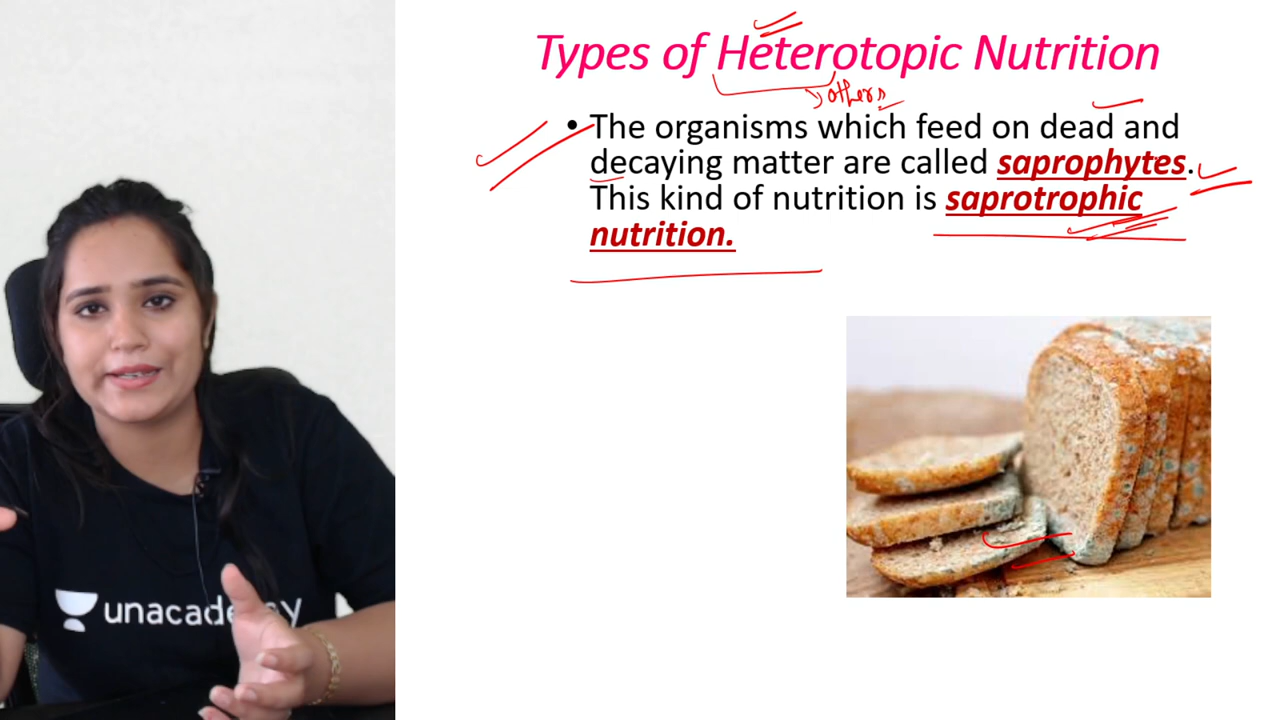 Types of Heterotopic Nutrition
others
• The organisms which feed on dead and
decaying matter are called saprophytes.
This kind of nutrition is saprotrophic
nutrition.
unacademy